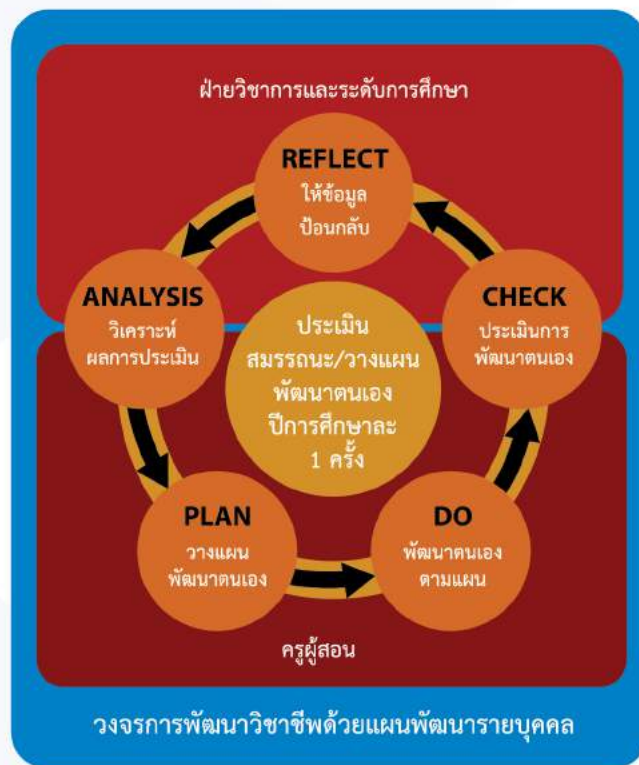 ฝ่ายวิชาการและระดับการศึกษา
REFLECT
ให้ข้อมูล
ป้อนกลับ
ANALYSIS
วิเคราะห์
ผลการประเมิน
CHECK
ประเมินการ
พัฒนาตนเอง
ประเมิน
สมรรถนะ/วางแผน
พัฒนาตนเอง
ปีการศึกษาละ
1 ครั้ง
PLAN
วางแผน
พัฒนาตนเอง
DO
พัฒนาตนเอง
ตามแผน
ครูผู้สอน
วงจรการพัฒนาวิชาชีพด้วยแผนพัฒนารายบุคคล